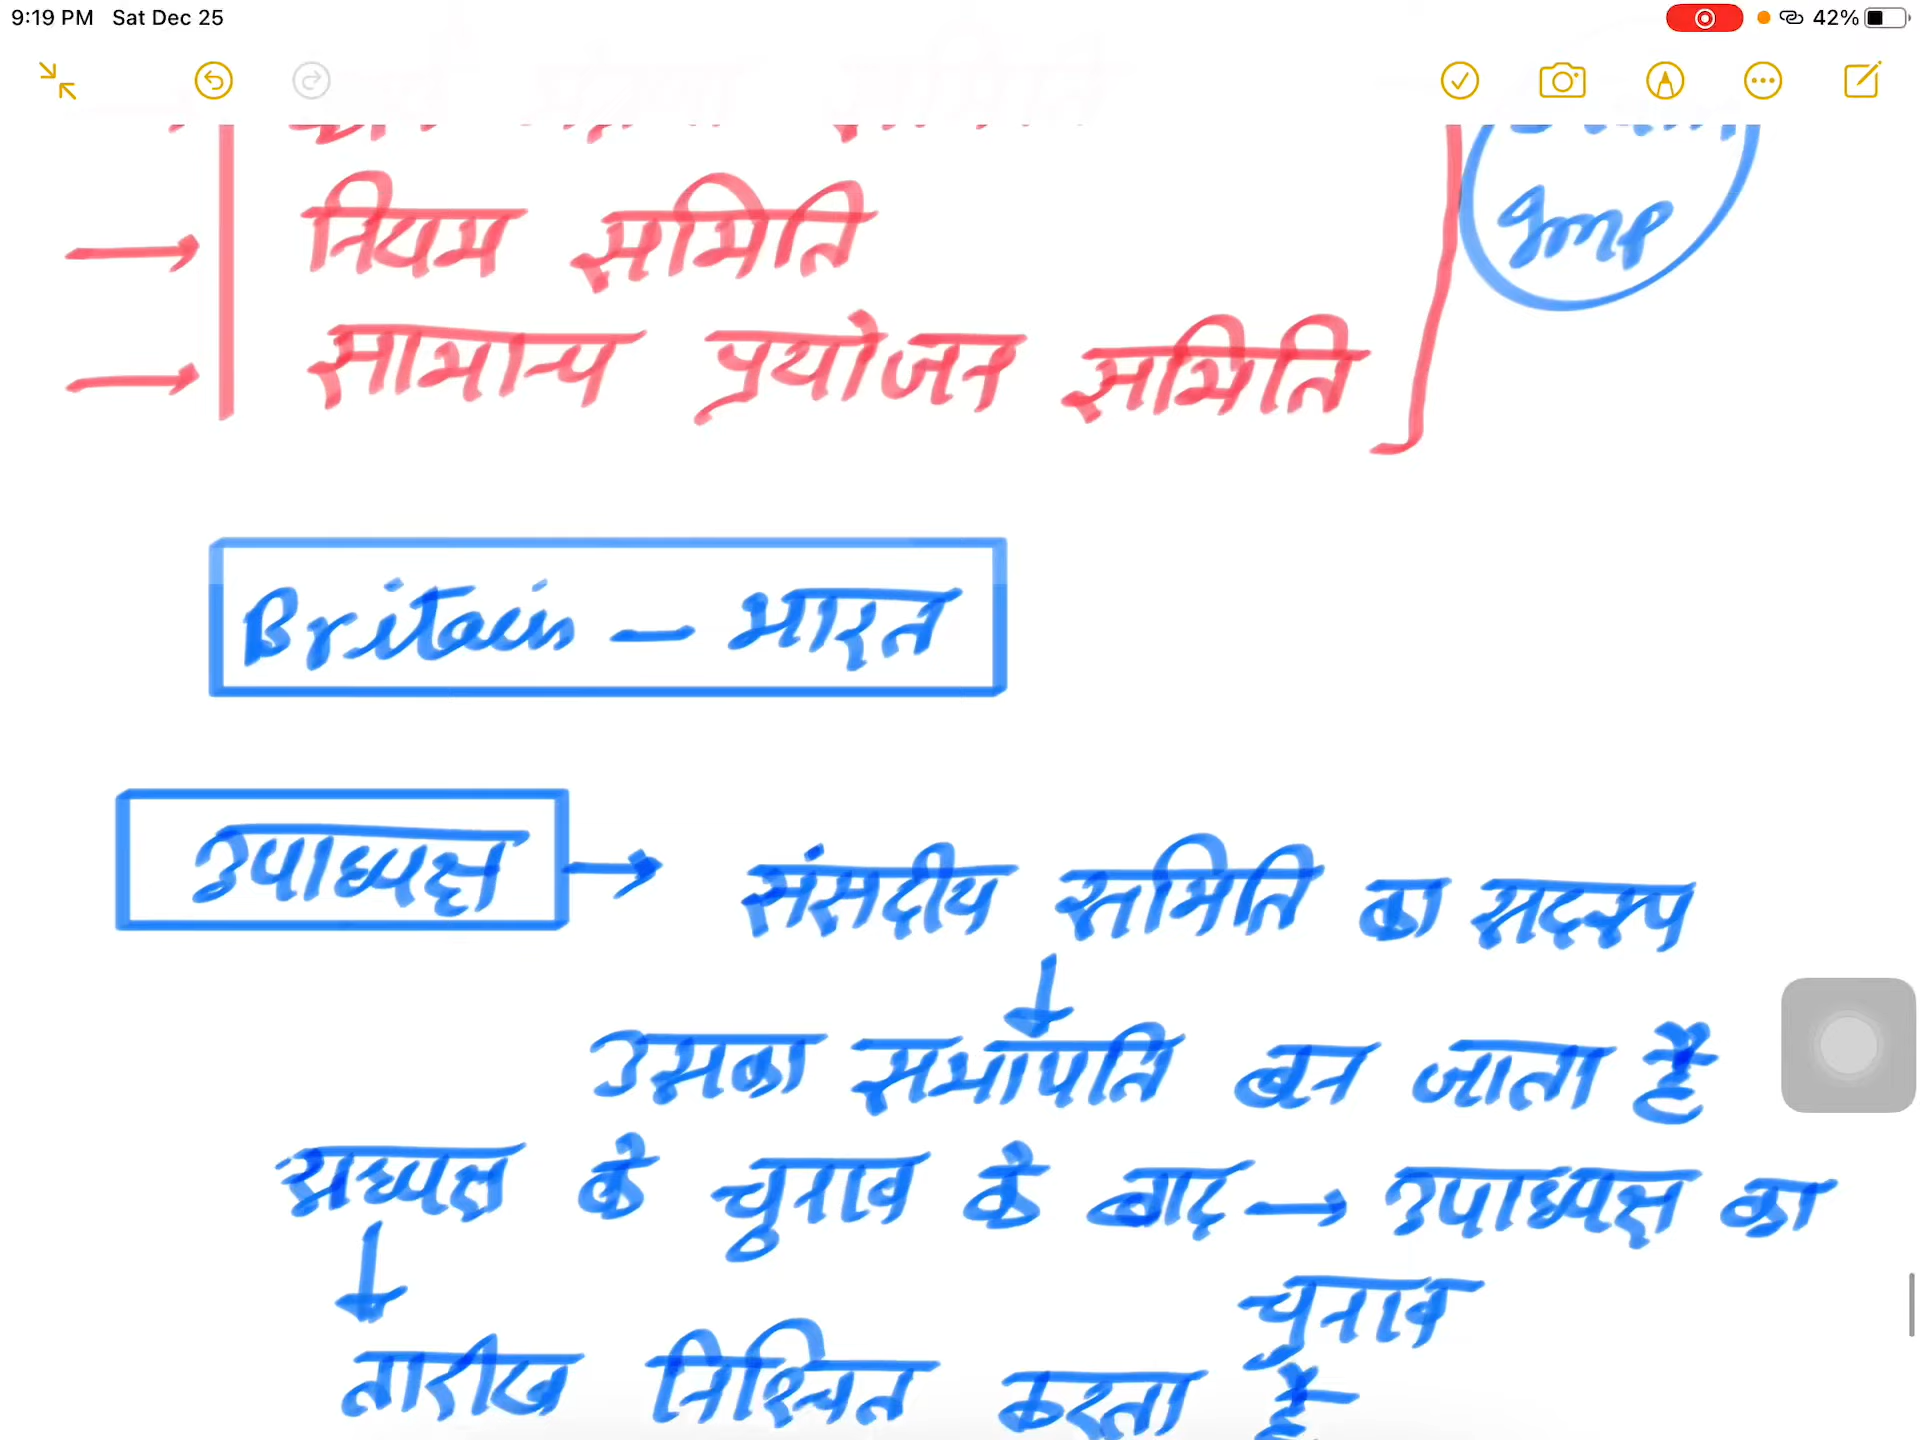 9:19 PM Sat Dec 25
42%
नियम समिति
Imp
सामान्य प्रयोजन समिति
Britain – भारत
उपाध्यक्ष → संसदीय समिति का सदस्य
उसका सभापति बन जाता है
अध्यक्ष के चुनाव के बाद → उपाध्यक्ष का
चुनाव
तारीख निश्चित करता है